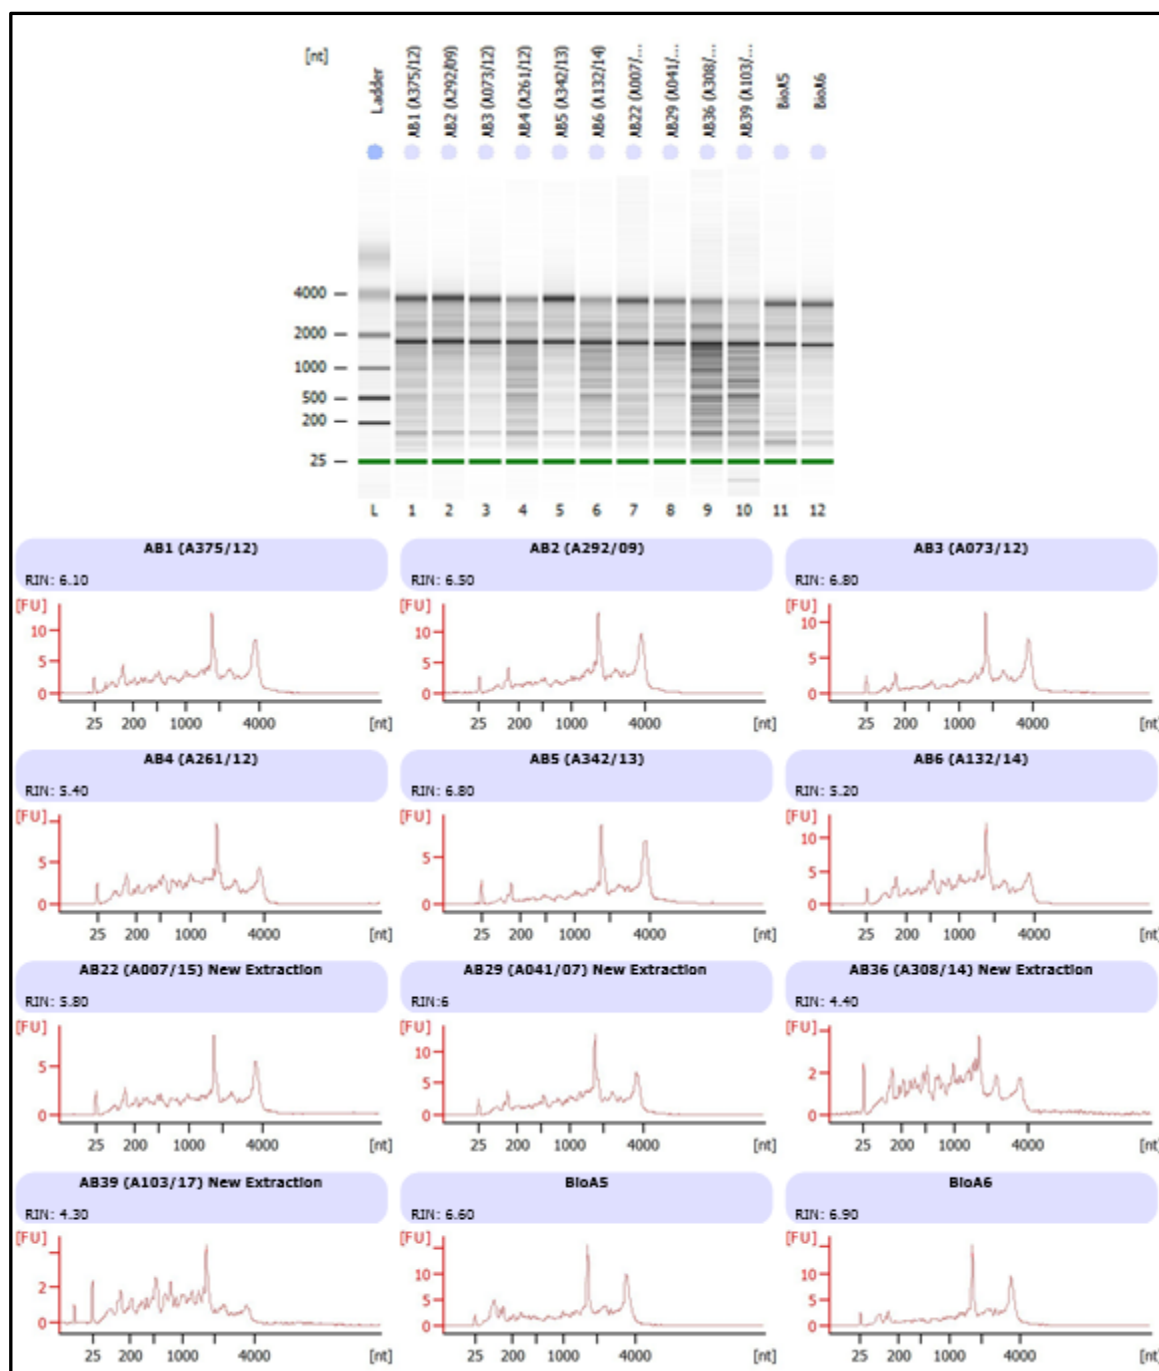 [nt]
Ladder
AB1 (A375/12)
AB2 (A292/09)
AB3 (A073/12)
AB4 (A261/12)
AB5 (A342/13)
AB6 (A132/14)
AB22 (A007/...
AB29 (A041/...
AB36 (A308/...
AB39 (A103/...
BioA5
BioA6
4000
2000
1000
500
200
25
L 1 2 3 4 5 6 7 8 9 10 11 12
AB1 (A375/12) AB2 (A292/09) AB3 (A073/12)
RIN: 6.10 RIN: 6.50 RIN: 6.80
[FU] [FU] [FU]
10 10 10
5 5 5
0 0 0
25 200 1000 4000 [nt] 25 200 1000 4000 [nt] 25 200 1000 4000 [nt]
AB4 (A261/12) AB5 (A342/13) AB6 (A132/14)
RIN: 5.40 RIN: 6.80 RIN: 5.20
[FU] [FU] [FU]
5 5 10
0 0 5
0
25 200 1000 4000 [nt] 25 200 1000 4000 [nt] 25 200 1000 4000 [nt]
AB22 (A007/15) New Extraction AB29 (A041/07) New Extraction AB36 (A308/14) New Extraction
RIN: 5.80 RIN:6 RIN: 4.40
[FU] [FU] [FU]
5 10 2
0 5 0
0
25 200 1000 4000 [nt] 25 200 1000 4000 [nt] 25 200 1000 4000 [nt]
AB39 (A103/17) New Extraction BioA5 BioA6
RIN: 4.30 RIN: 6.60 RIN: 6.90
[FU] [FU] [FU]
2 10 10
0 5 5
0 0
25 200 1000 4000 [nt] 25 200 1000 4000 [nt] 25 200 1000 4000 [nt]